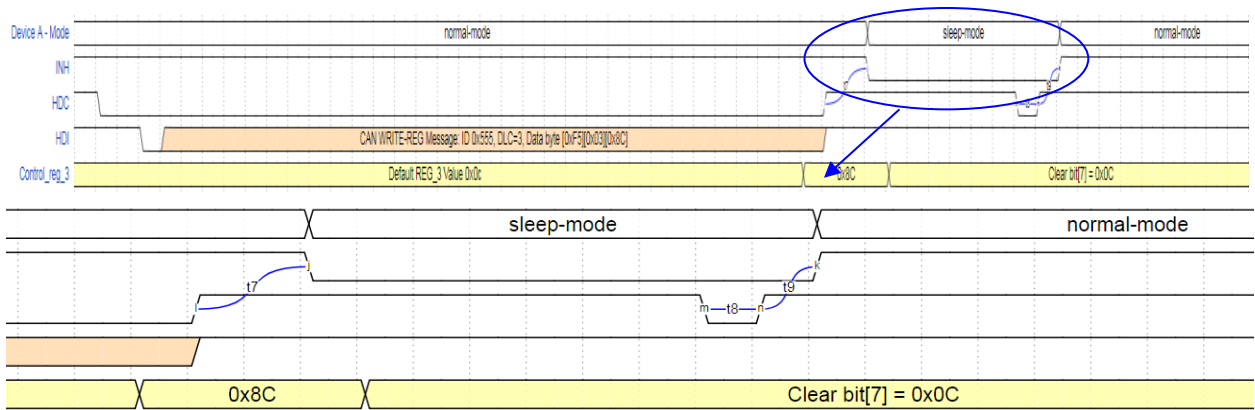 Device A - Mode normal-mode sleep-mode normal-mode
INH
HDC
HDI CAN WRITE-REG Message: ID 0x555, DLC=3, Data byte [0xF5][0x03][0x8C]
Control_reg_3 Default REG_3 Value 0x0c 0x8C Clear bit[7] = 0x0C
sleep-mode normal-mode
j k
t7 t9
l m t8 n
0x8C Clear bit[7] = 0x0C